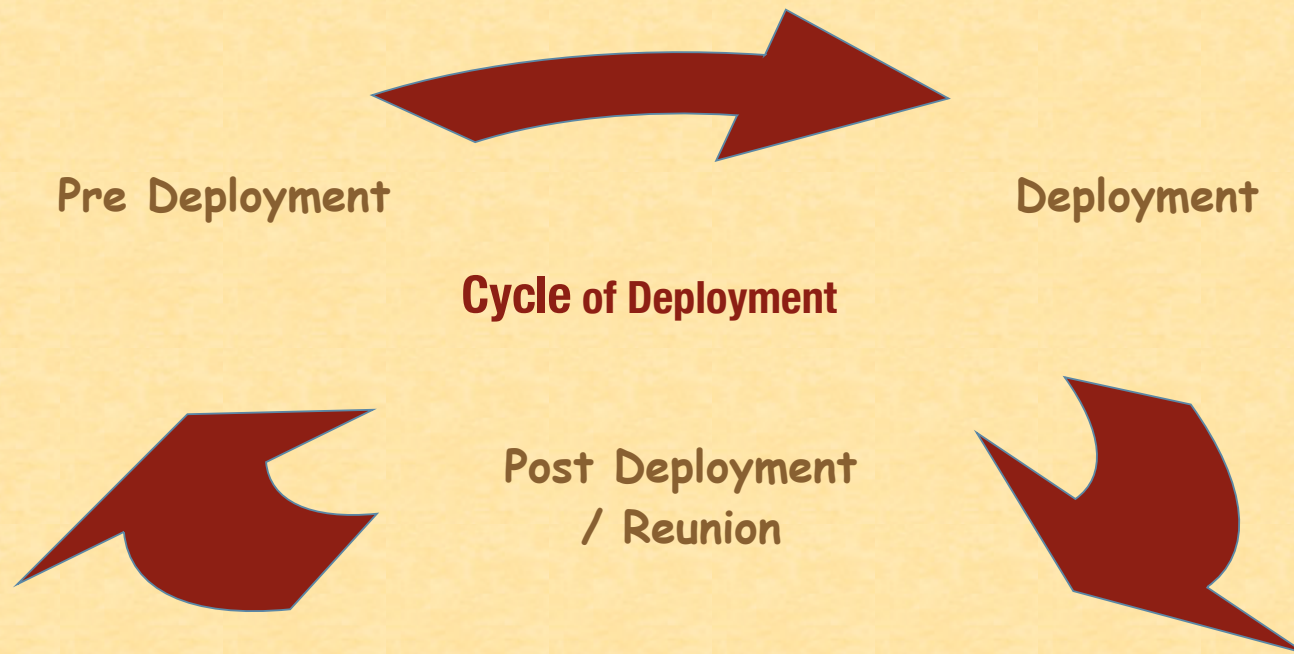 Pre Deployment
Deployment
Cycle of Deployment
Post Deployment
/ Reunion